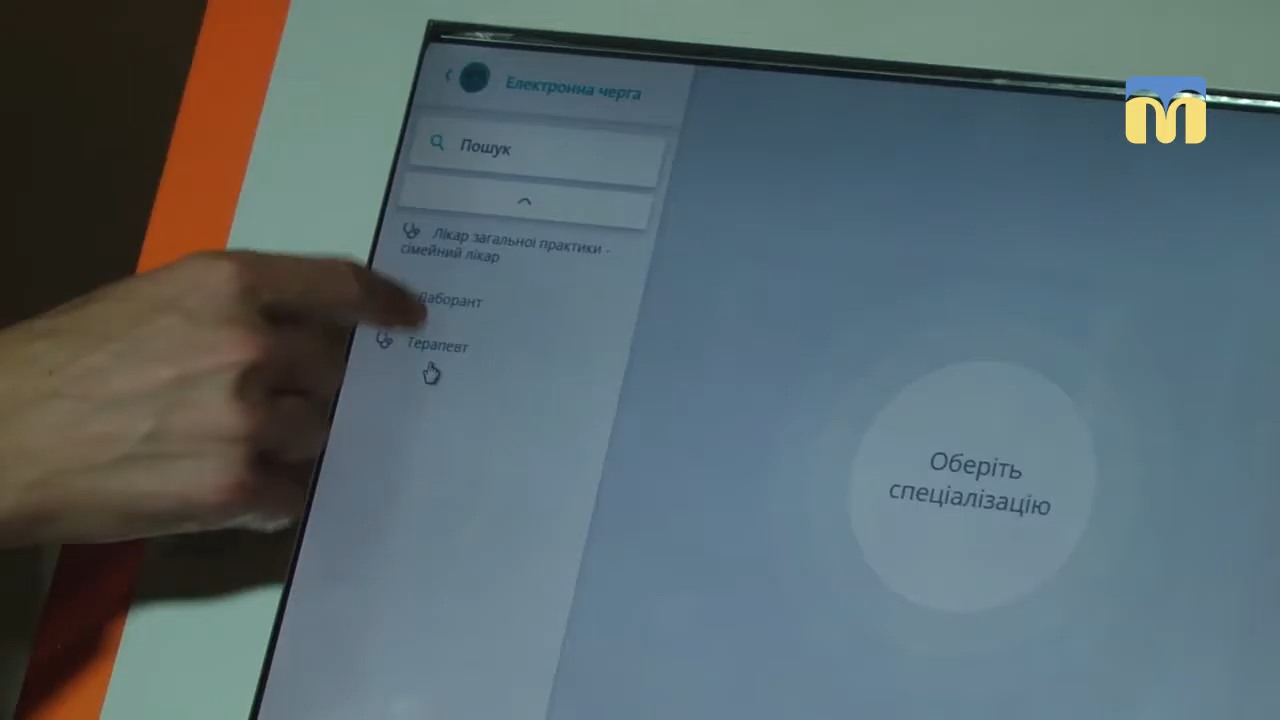 Електронна черга
Пошук
Лікар загальної практики -
сімейний лікар
Лаборант
Терапевт
Оберіть
спеціалізацію